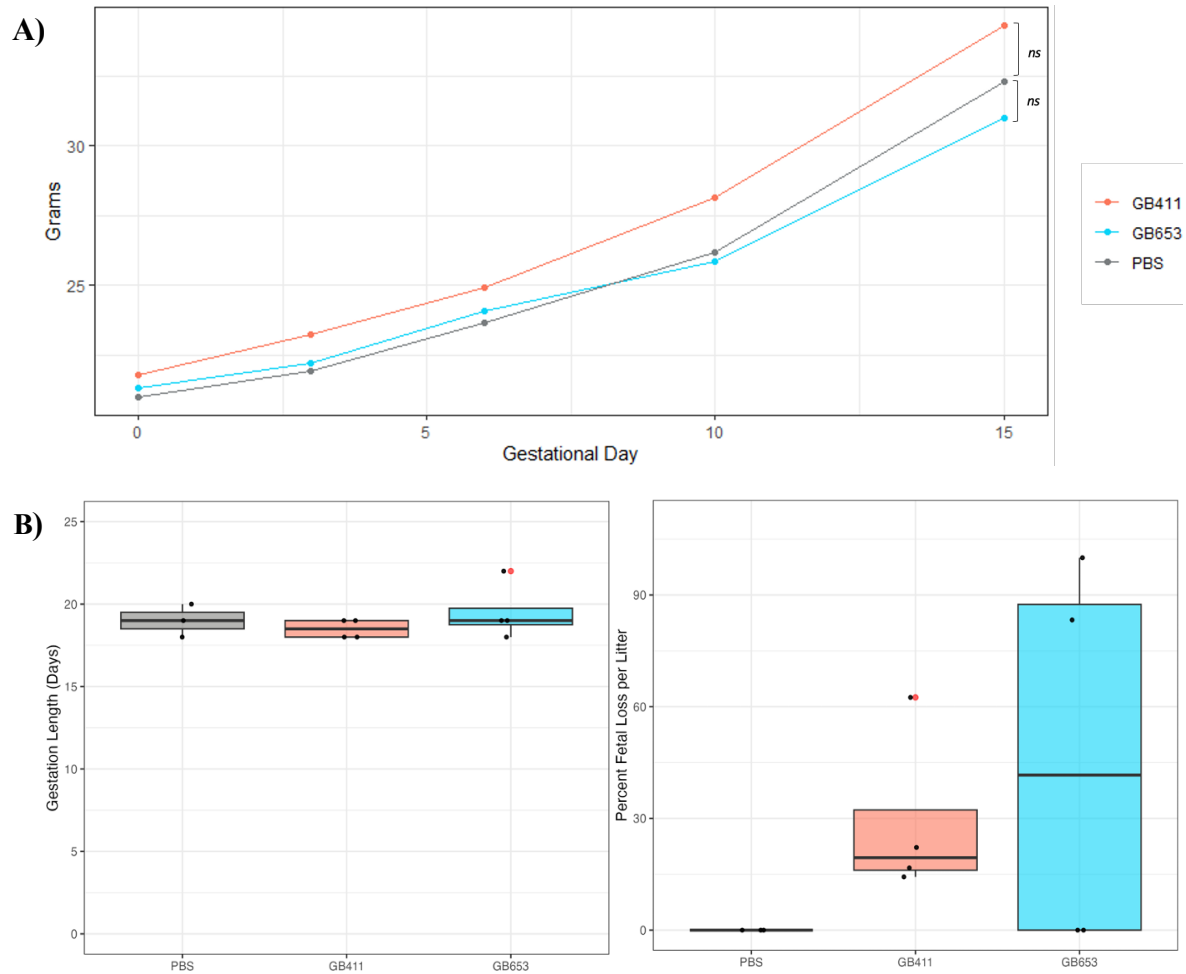 A)
Grams
30
25
0
5
10
15
Gestational Day
ns
ns
GB411
GB653
PBS
B)
Gestation Length (Days)
25
20
15
10
5
0
PBS
GB411
GB653
Percent Fetal Loss per Litter
90
60
30
0
PBS
GB411
GB653